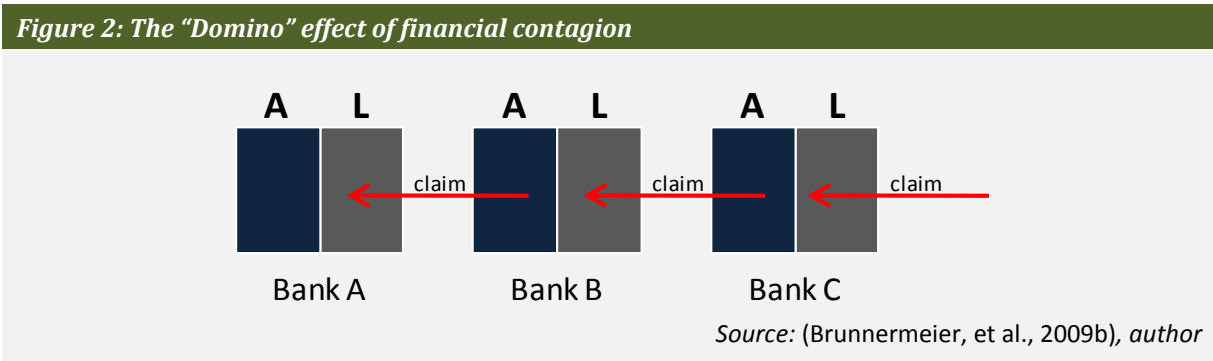 Figure 2: The “Domino” effect of financial contagion
A L A L A L
claim claim claim
Bank A Bank B Bank C
Source: (Brunnermeier, et al., 2009b), author